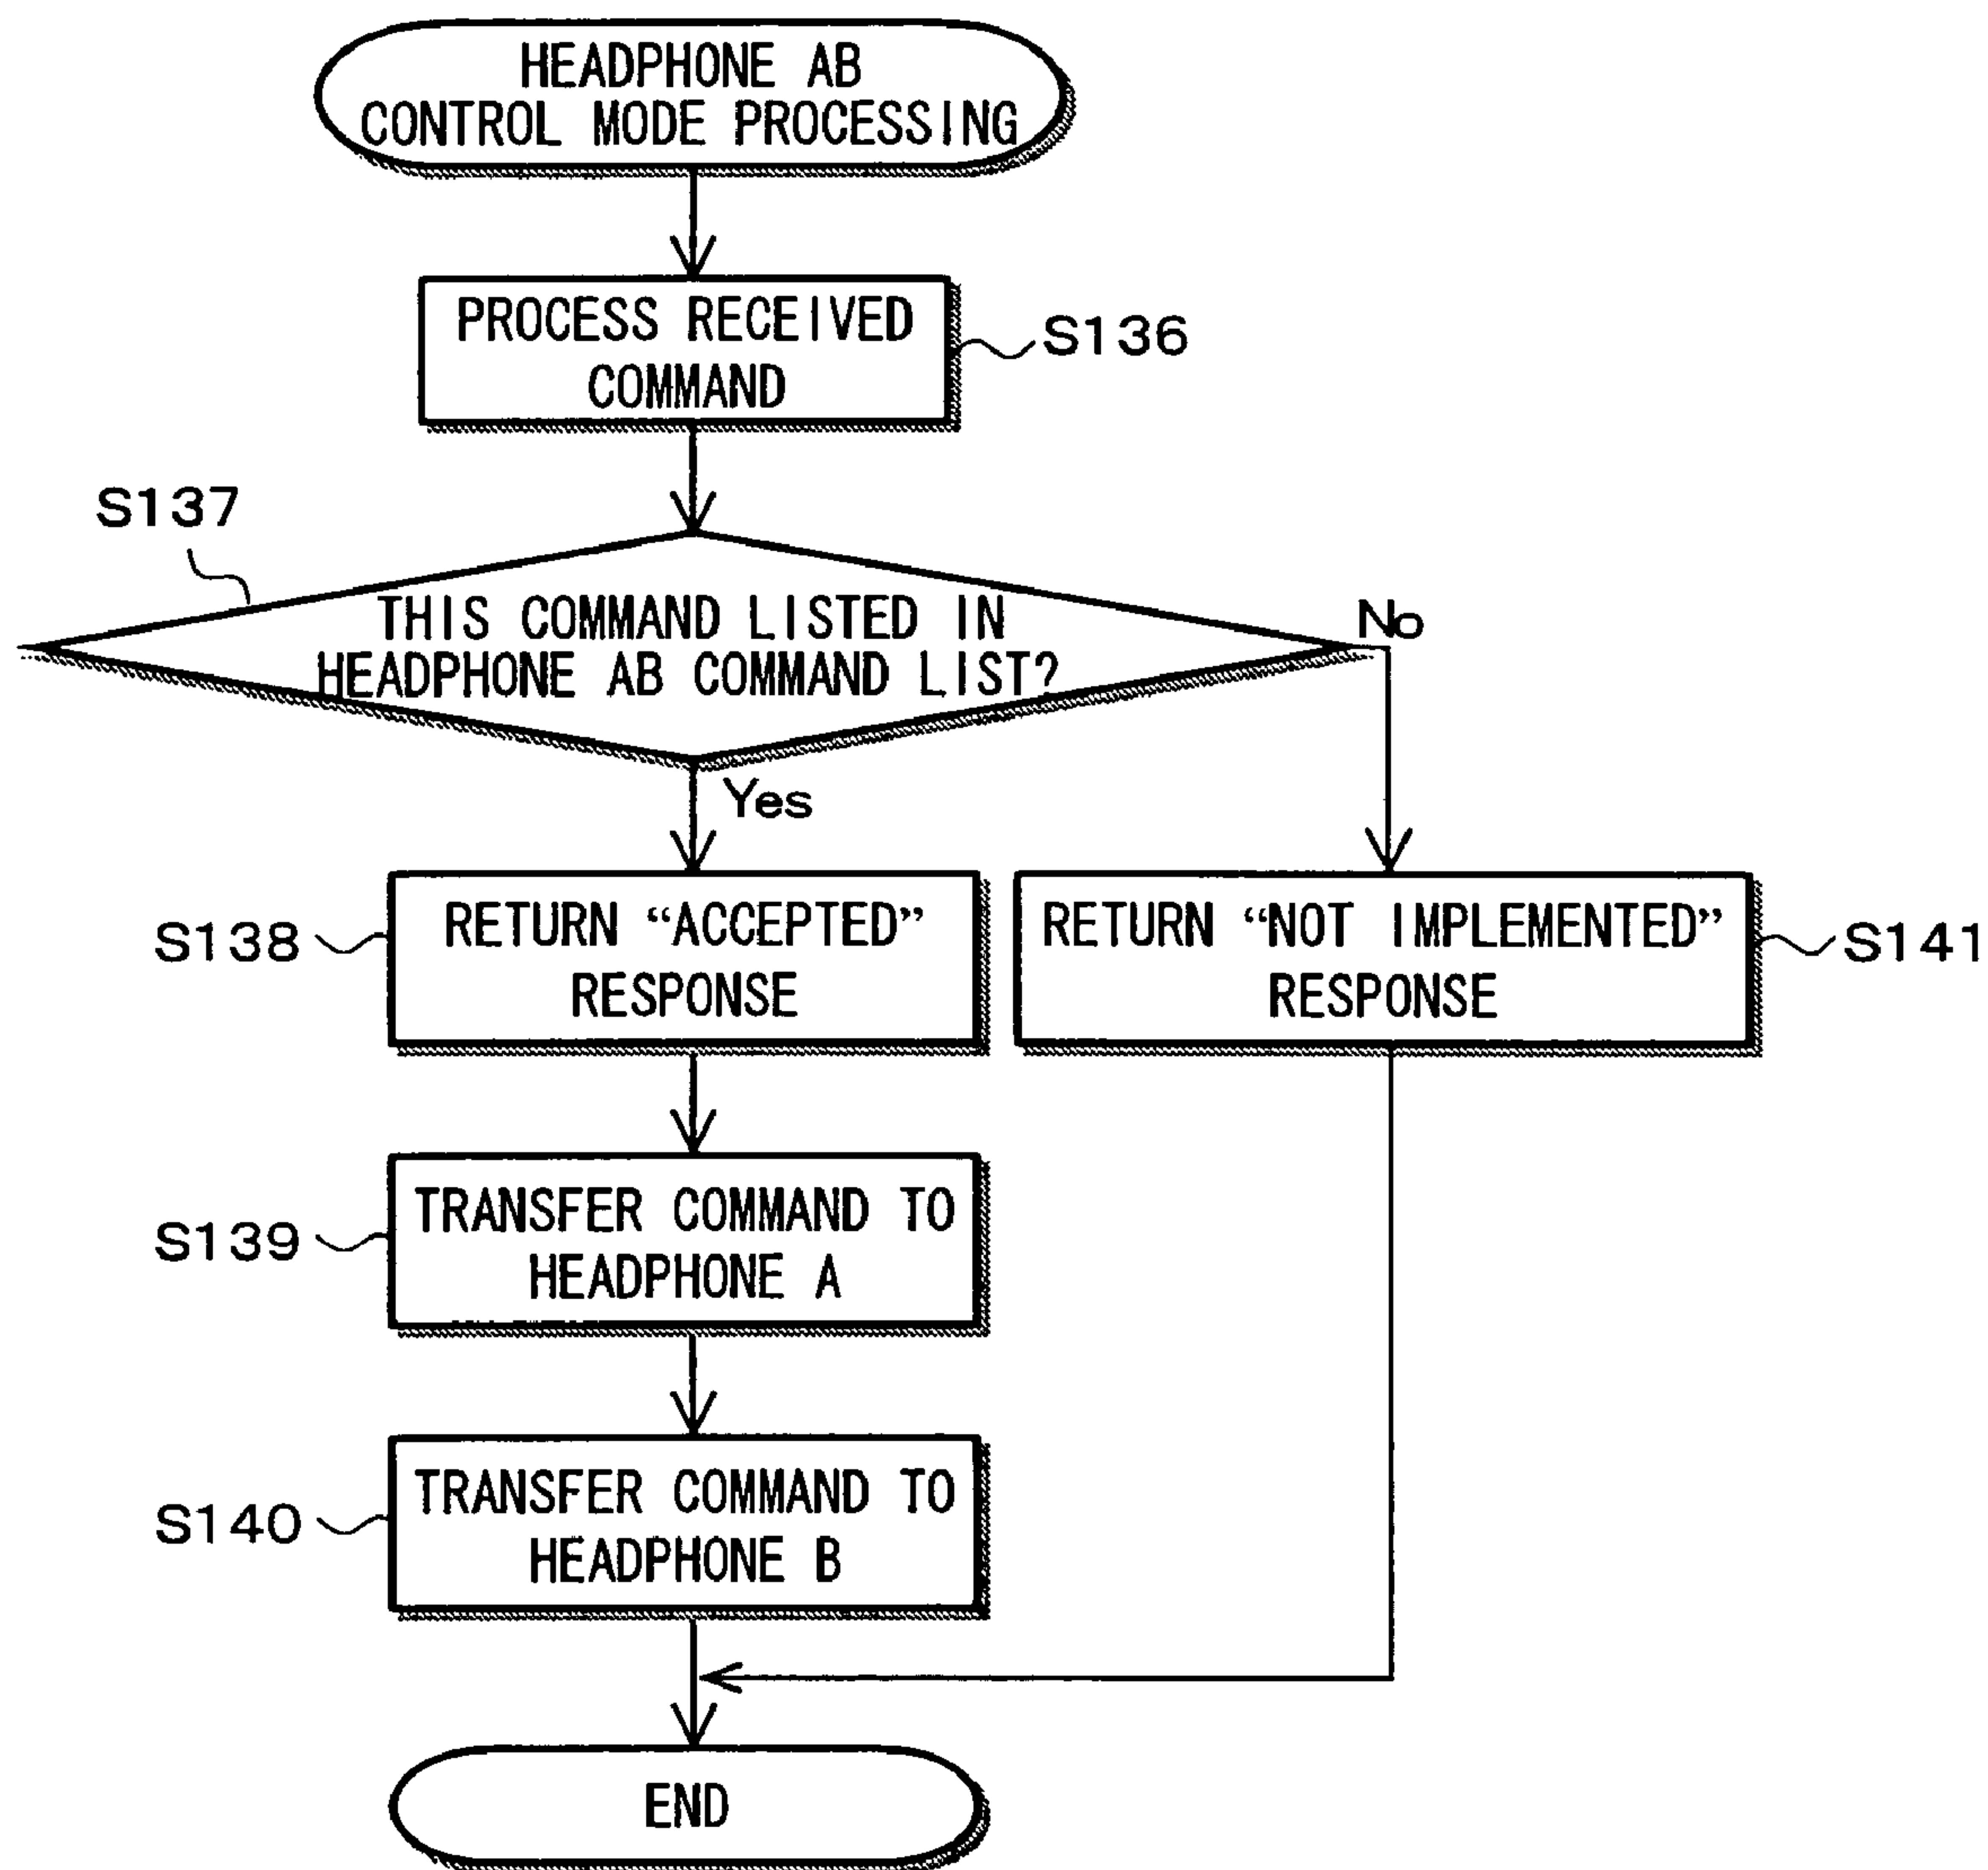 HEADPHONE AB
CONTROL MODE PROCESSING
PROCESS RECEIVED
COMMAND
S136
S137
THIS COMMAND LISTED IN
HEADPHONE AB COMMAND LIST?
No
Yes
S138
RETURN “ACCEPTED”
RESPONSE
RETURN “NOT IMPLEMENTED”
RESPONSE
S141
S139
TRANSFER COMMAND TO
HEADPHONE A
S140
TRANSFER COMMAND TO
HEADPHONE B
END